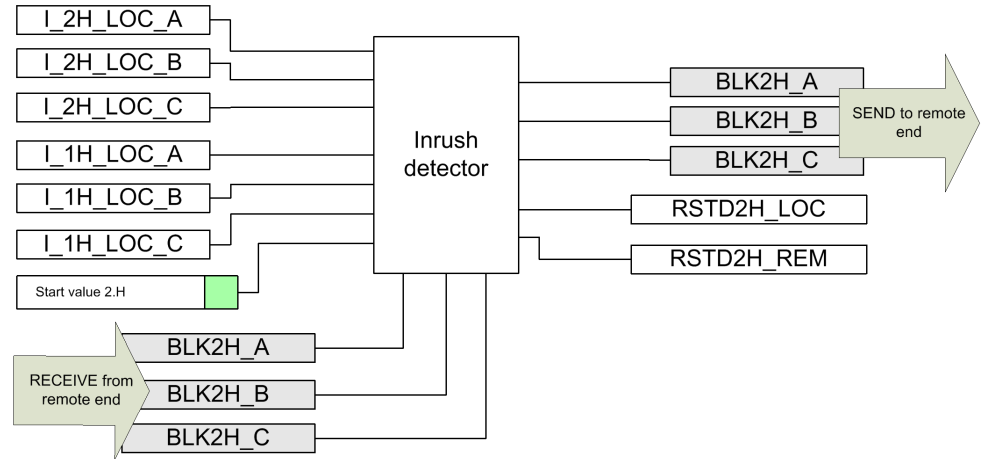 I_2H_LOC_A
I_2H_LOC_B
I_2H_LOC_C
I_1H_LOC_A
I_1H_LOC_B
I_1H_LOC_C
Start value 2.H
Inrush
detector
BLK2H_A
BLK2H_B
BLK2H_C
SEND to remote
end
RSTD2H_LOC
RSTD2H_REM
RECEIVE from
remote end
BLK2H_A
BLK2H_B
BLK2H_C